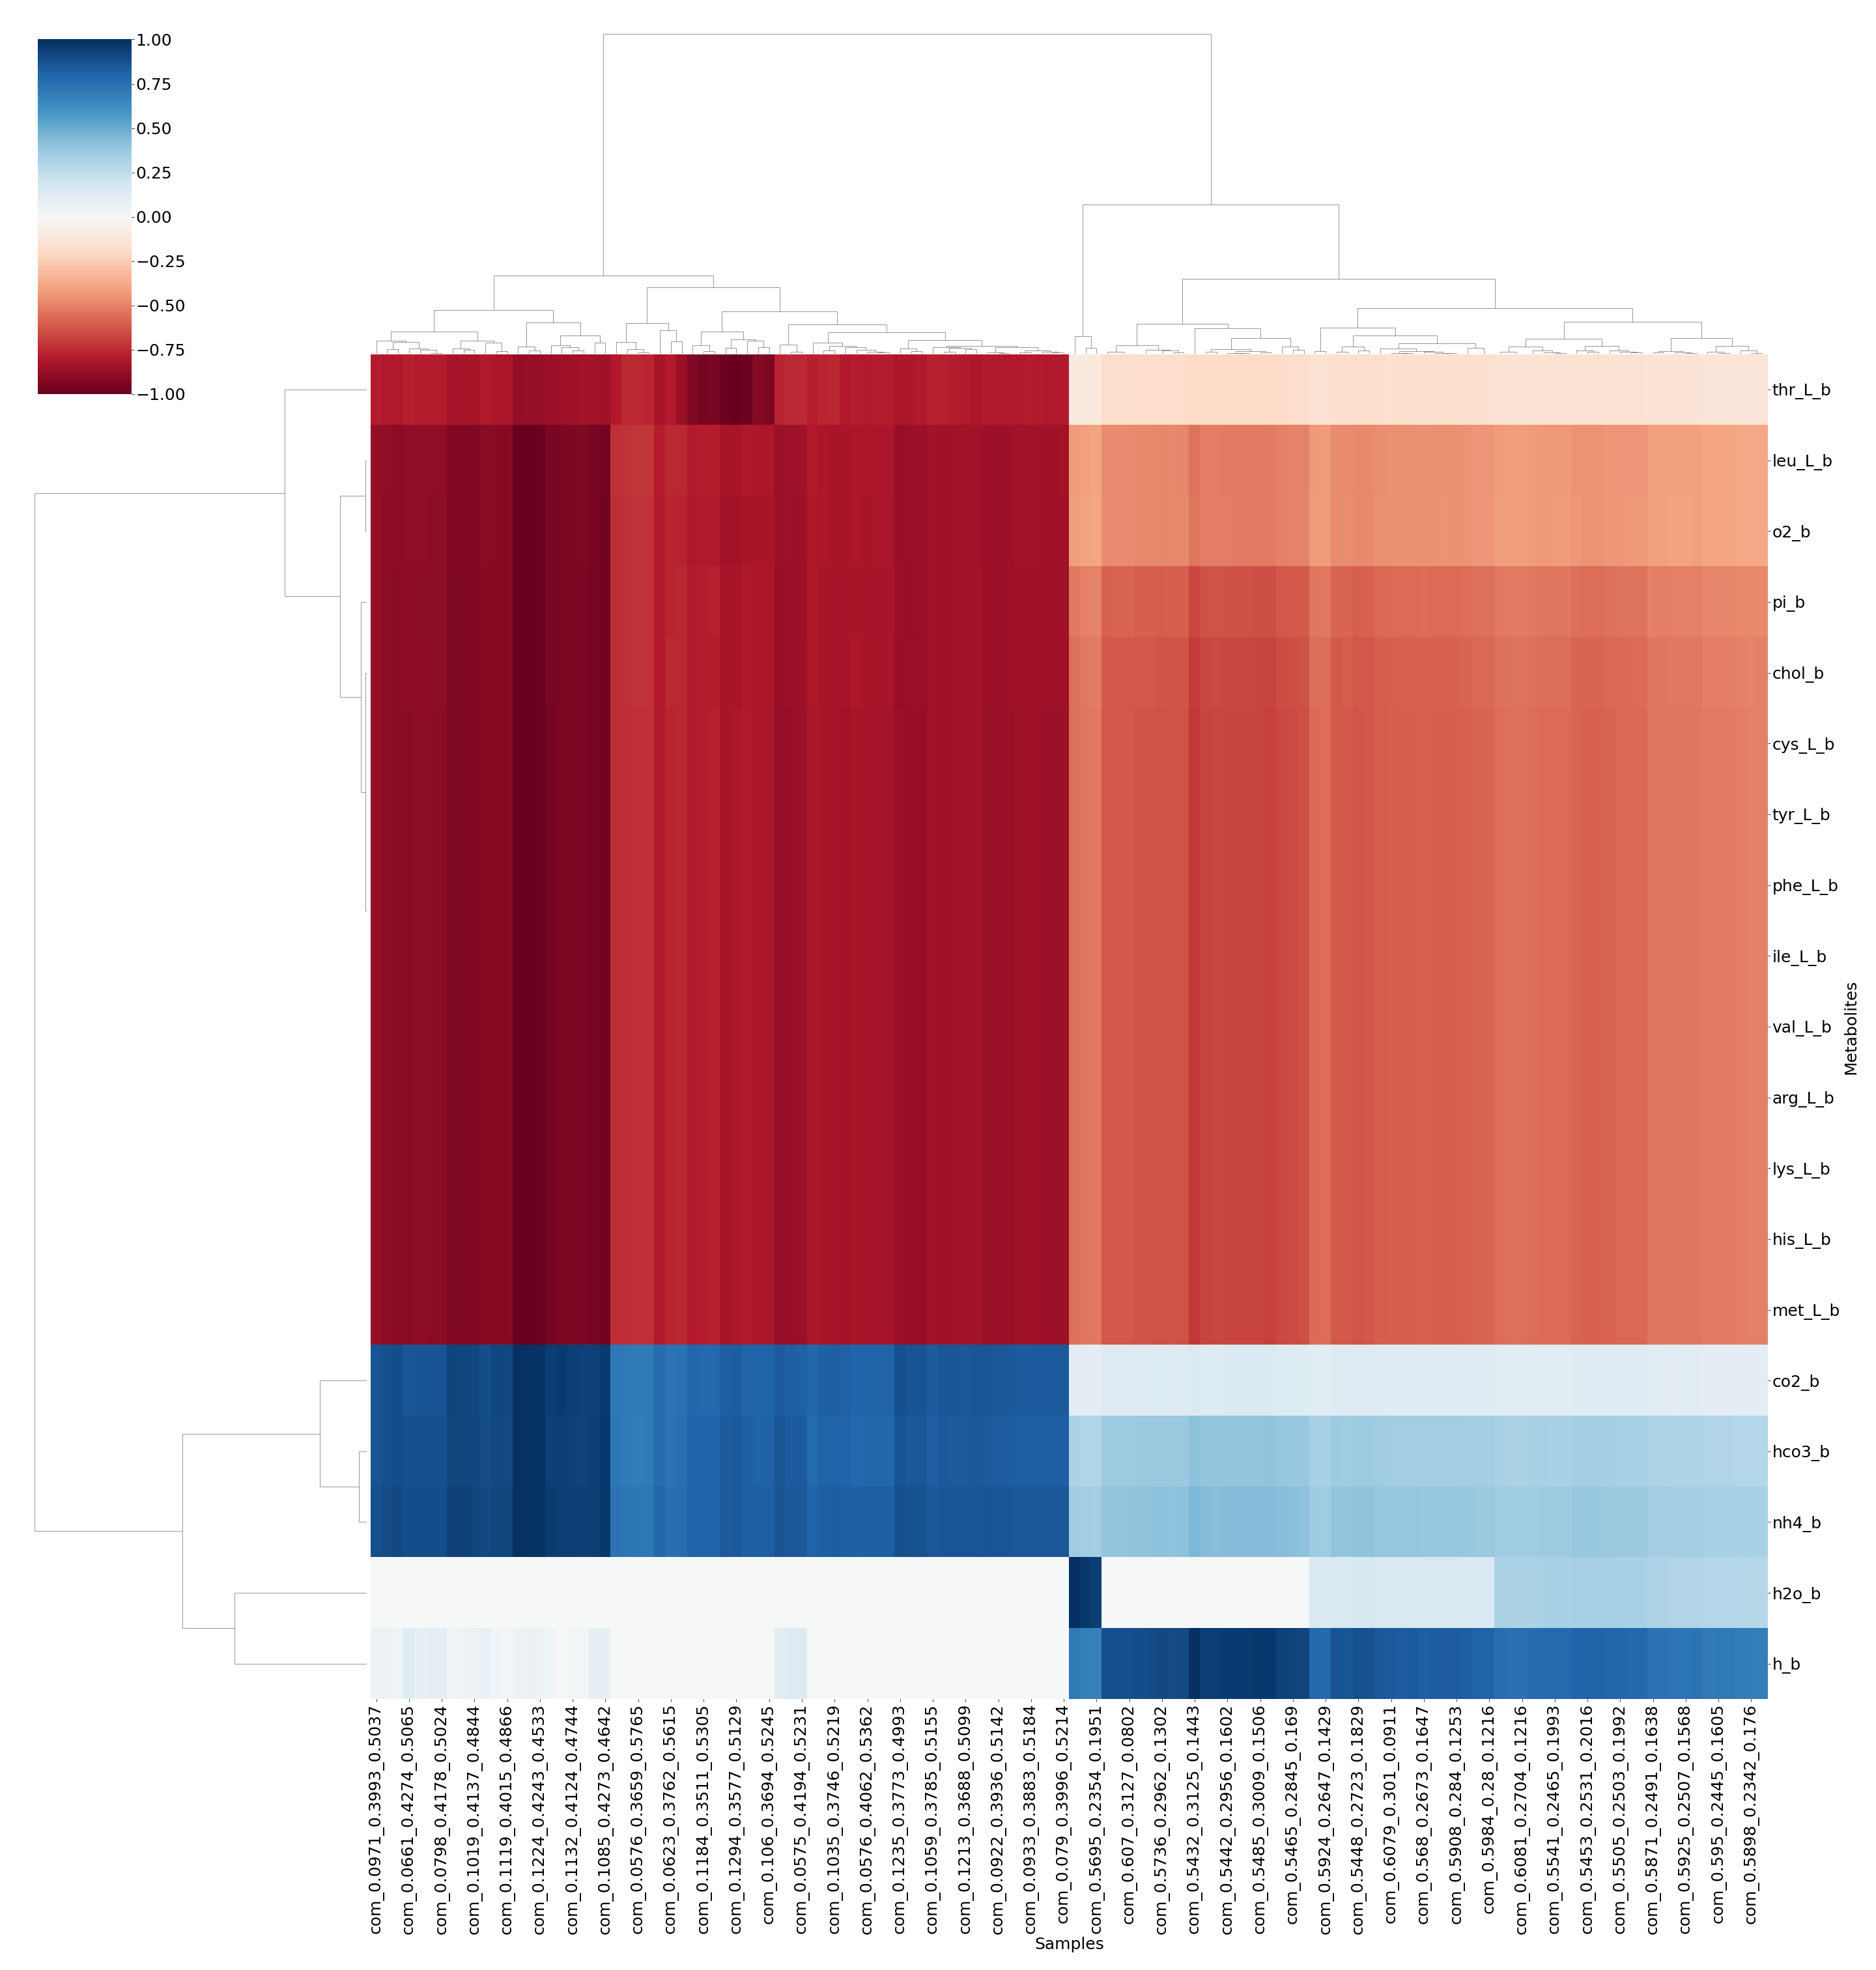 1.00
0.75
0.50
0.25
0.00
−0.25
−0.50
−0.75
−1.00
thr_L_b
leu_L_b
o2_b
pi_b
chol_b
cys_L_b
tyr_L_b
phe_L_b
ile_L_b
val_L_b
arg_L_b
lys_L_b
his_L_b
met_L_b
co2_b
hco3_b
nh4_b
h2o_b
h_b
Metabolites
com_0.0971_0.3993_0.5037
com_0.0661_0.4274_0.5065
com_0.0798_0.4178_0.5024
com_0.1019_0.4137_0.4844
com_0.1119_0.4015_0.4866
com_0.1224_0.4243_0.4533
com_0.1132_0.4124_0.4744
com_0.1085_0.4273_0.4642
com_0.0576_0.3659_0.5765
com_0.0623_0.3762_0.5615
com_0.1184_0.3511_0.5305
com_0.1294_0.3577_0.5129
com_0.106_0.3694_0.5245
com_0.0575_0.4194_0.5231
com_0.1035_0.3746_0.5219
com_0.0576_0.4062_0.5362
com_0.1235_0.3773_0.4993
com_0.1059_0.3785_0.5155
com_0.1213_0.3688_0.5099
com_0.0922_0.3936_0.5142
com_0.0933_0.3883_0.5184
com_0.079_0.3996_0.5214
com_0.5695_0.2354_0.1951
com_0.6071_0.3127_0.0802
com_0.5736_0.2962_0.1302
com_0.5432_0.3125_0.1443
com_0.5442_0.2956_0.1602
com_0.5485_0.3009_0.1506
com_0.5465_0.2845_0.169
com_0.5924_0.2647_0.1429
com_0.5448_0.2723_0.1829
com_0.6079_0.301_0.0911
com_0.568_0.2673_0.1647
com_0.5908_0.284_0.1253
com_0.5984_0.28_0.1216
com_0.6081_0.2704_0.1216
com_0.5541_0.2465_0.1993
com_0.5453_0.2531_0.2016
com_0.5505_0.2503_0.1992
com_0.5871_0.2491_0.1638
com_0.5925_0.2507_0.1568
com_0.595_0.2445_0.1605
com_0.5898_0.2342_0.176
Samples